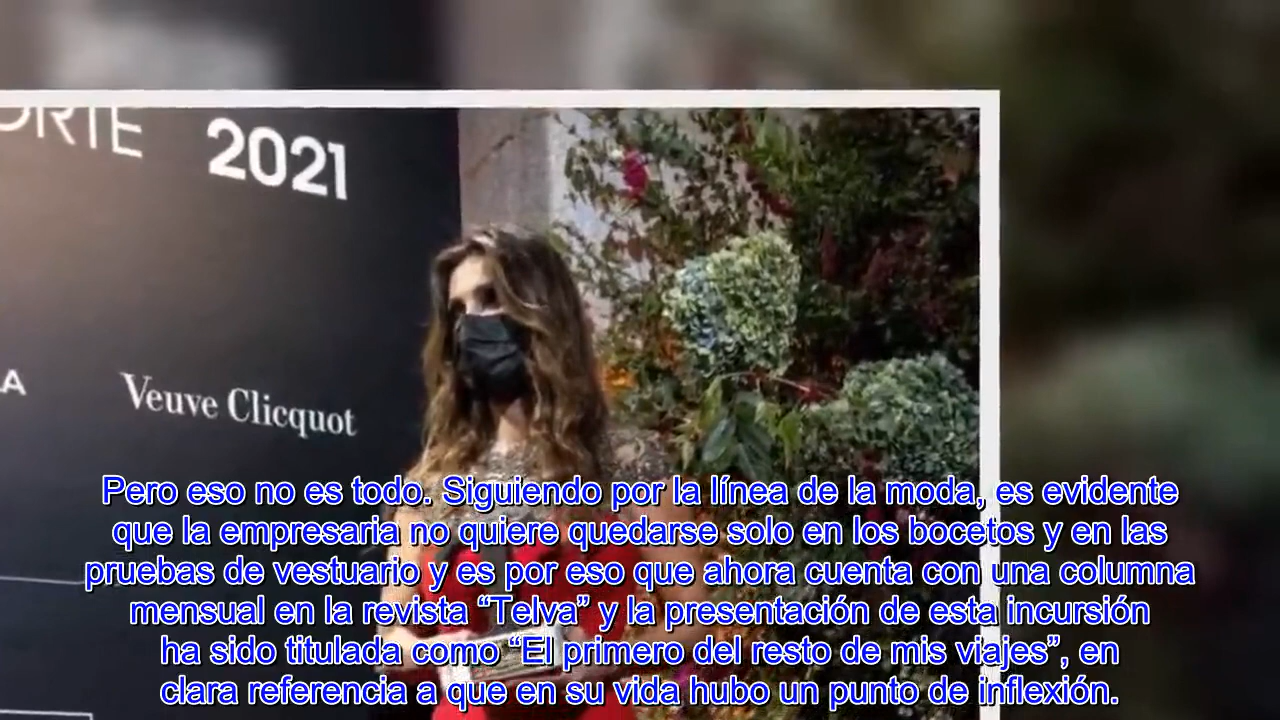 ORTE 2021
A
Veuve Clicquot
Pero eso no es todo. Siguiendo por la línea de la moda, es evidente
que la empresaria no quiere quedarse solo en los bocetos y en las
pruebas de vestuario y es por eso que ahora cuenta con una columna
mensual en la revista “Telva” y la presentación de esta incursión
ha sido titulada como “El primero del resto de mis viajes”, en
clara referencia a que en su vida hubo un punto de inflexión.